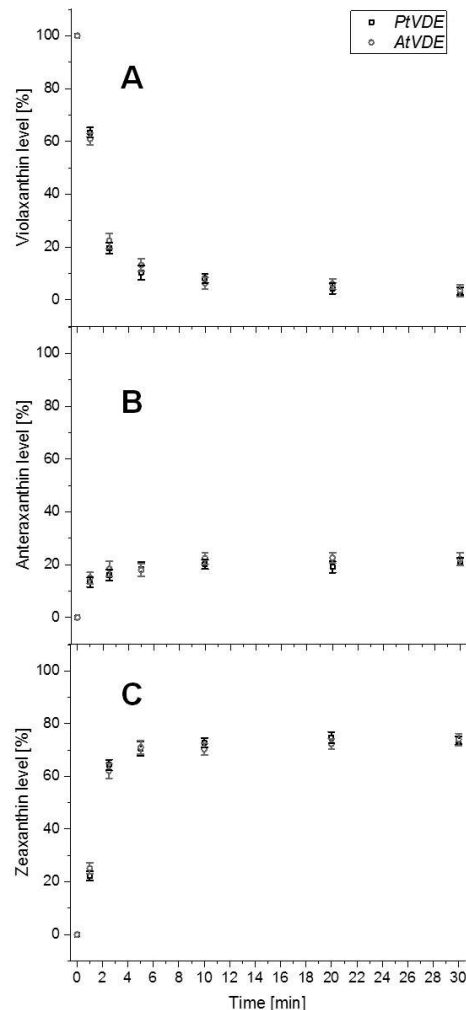 PtVDE
AtVDE
A
Violaxanthin level [%]
100
80
60
40
20
0
B
Anteraxanthin level [%]
100
80
60
40
20
0
C
Zeaxanthin level [%]
100
80
60
40
20
0
0 2 4 6 8 10 12 14 16 18 20 22 24 26 28 30
Time [min]